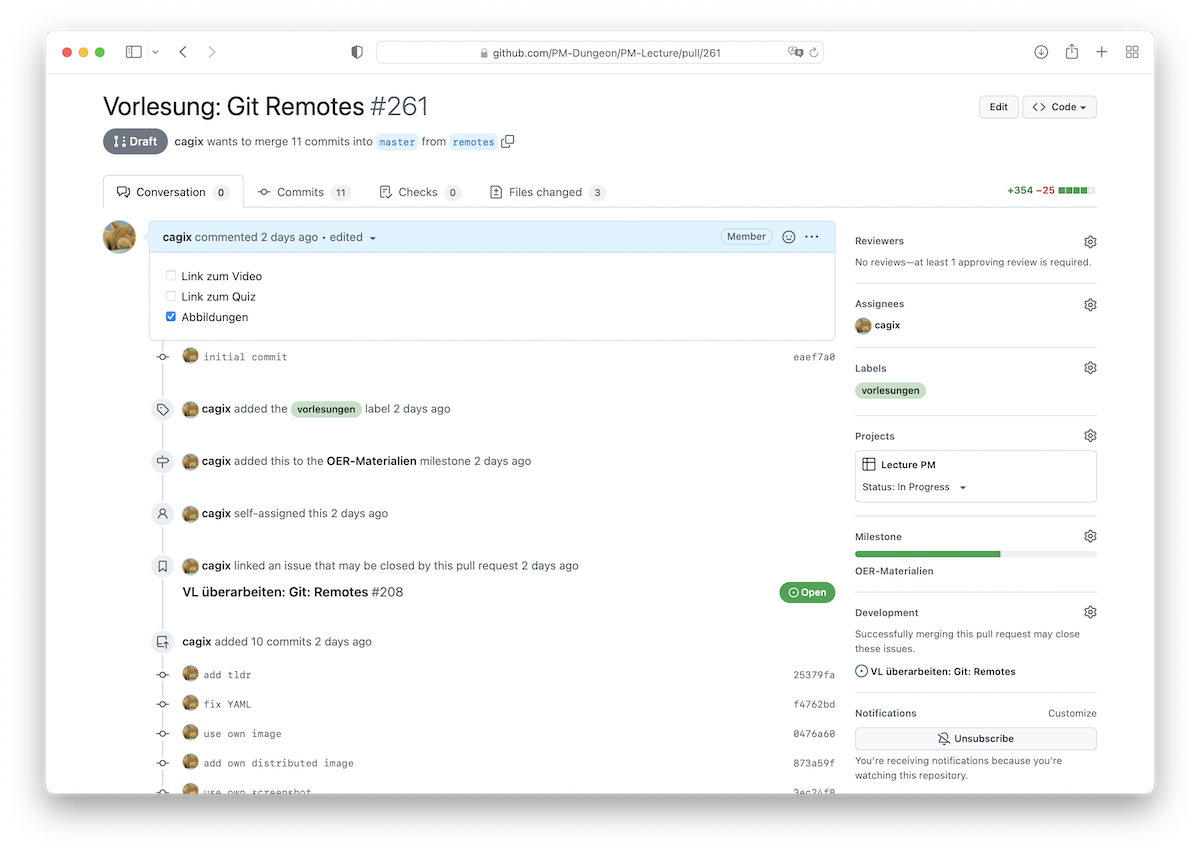 github.com/PM-Dungeon/PM-Lecture/pull/261
Vorlesung: Git Remotes #261
Edit
<> Code
Draft
cagix wants to merge 11 commits into master from remotes
Conversation 0
Commits 11
Checks 0
Files changed 3
+354 −25
cagix commented 2 days ago • edited
Member
Link zum Video
Link zum Quiz
Abbildungen
initial commit eaef7a0
cagix added the vorlesungen label 2 days ago
cagix added this to the OER-Materialien milestone 2 days ago
cagix self-assigned this 2 days ago
cagix linked an issue that may be closed by this pull request 2 days ago
VL überarbeiten: Git: Remotes #208
Open
cagix added 10 commits 2 days ago
add tldr 25379fa
fix YAML f4762bd
use own image 0476a60
add own distributed image 873a59f
use own screenshot 3ec24f8
Reviewers
No reviews—at least 1 approving review is required.
Assignees
cagix
Labels
vorlesungen
Projects
Lecture PM
Status: In Progress
Milestone
OER-Materialien
Development
Successfully merging this pull request may close
these issues.
VL überarbeiten: Git: Remotes
Notifications
Customize
Unsubscribe
You're receiving notifications because you're
watching this repository.